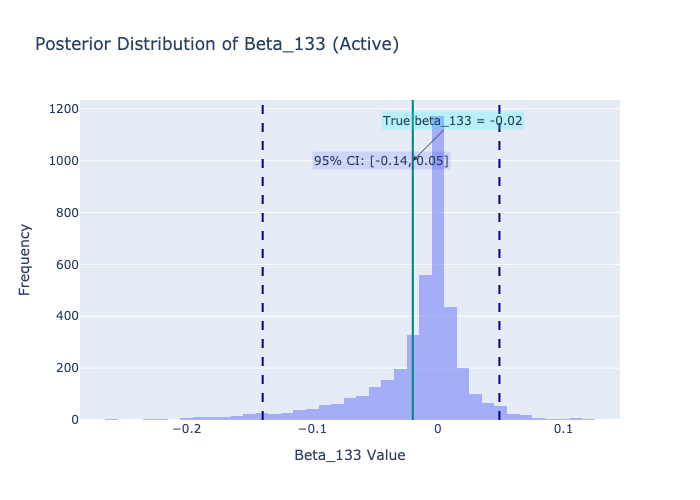 Posterior Distribution of Beta_133 (Active)
1200
True beta_133 = -0.02
1000
95% CI: [-0.14, 0.05]
800
600
400
200
0
Frequency
−0.2
−0.1
0
0.1
Beta_133 Value